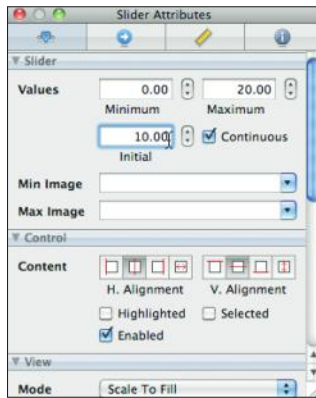 Slider Attributes
Slider
Values 0.00 20.00
Minimum Maximum
10.00 Continuous
Initial
Min Image
Max Image
Control
Content
H. Alignment V. Alignment
Highlighted Selected
Enabled
View
Mode Scale To Fill